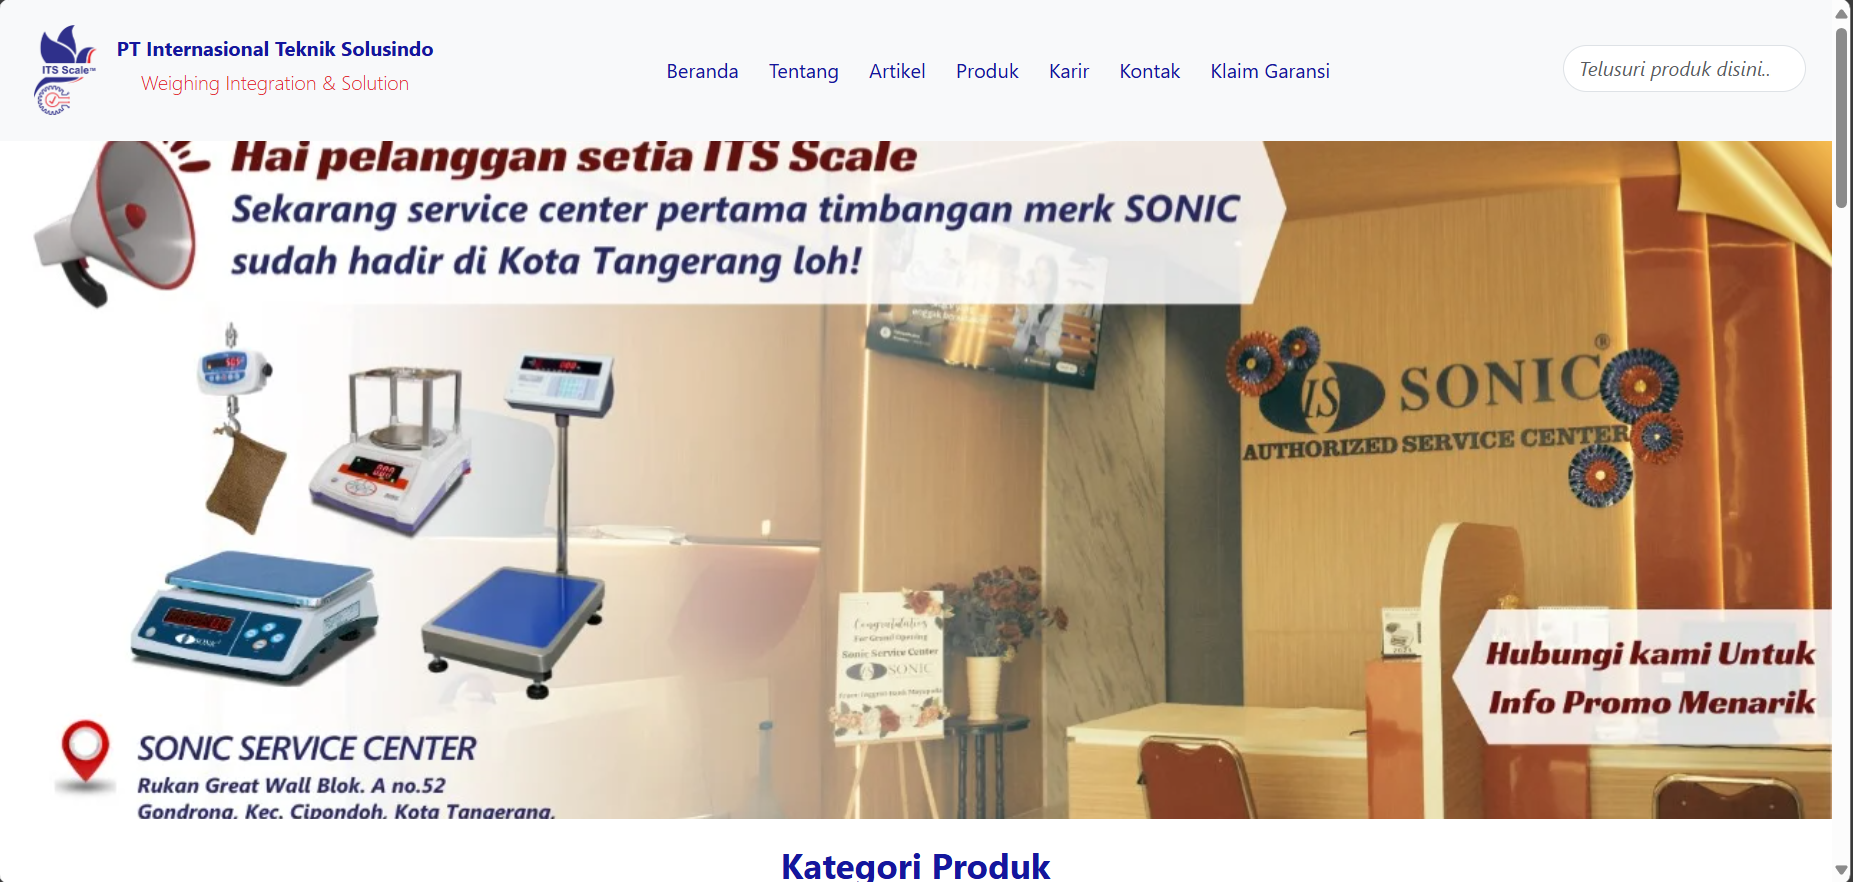 ITS Scale™
PT Internasional Teknik Solusindo
Weighing Integration & Solution
Beranda
Tentang
Artikel
Produk
Karir
Kontak
Klaim Garansi
Telusuri produk disini..
Hai pelanggan setia ITS Scale
Sekarang service center pertama timbangan merk SONIC
sudah hadir di Kota Tangerang loh!
IS SONIC®
AUTHORIZED SERVICE CENTER
Congratulations
For Grand Opening
Sonic Service Center
IS SONIC
Hubungi kami Untuk
Info Promo Menarik
SONIC SERVICE CENTER
Rukan Great Wall Blok. A no.52
Gondrong, Kec. Cipondoh, Kota Tangerang,
Kategori Produk